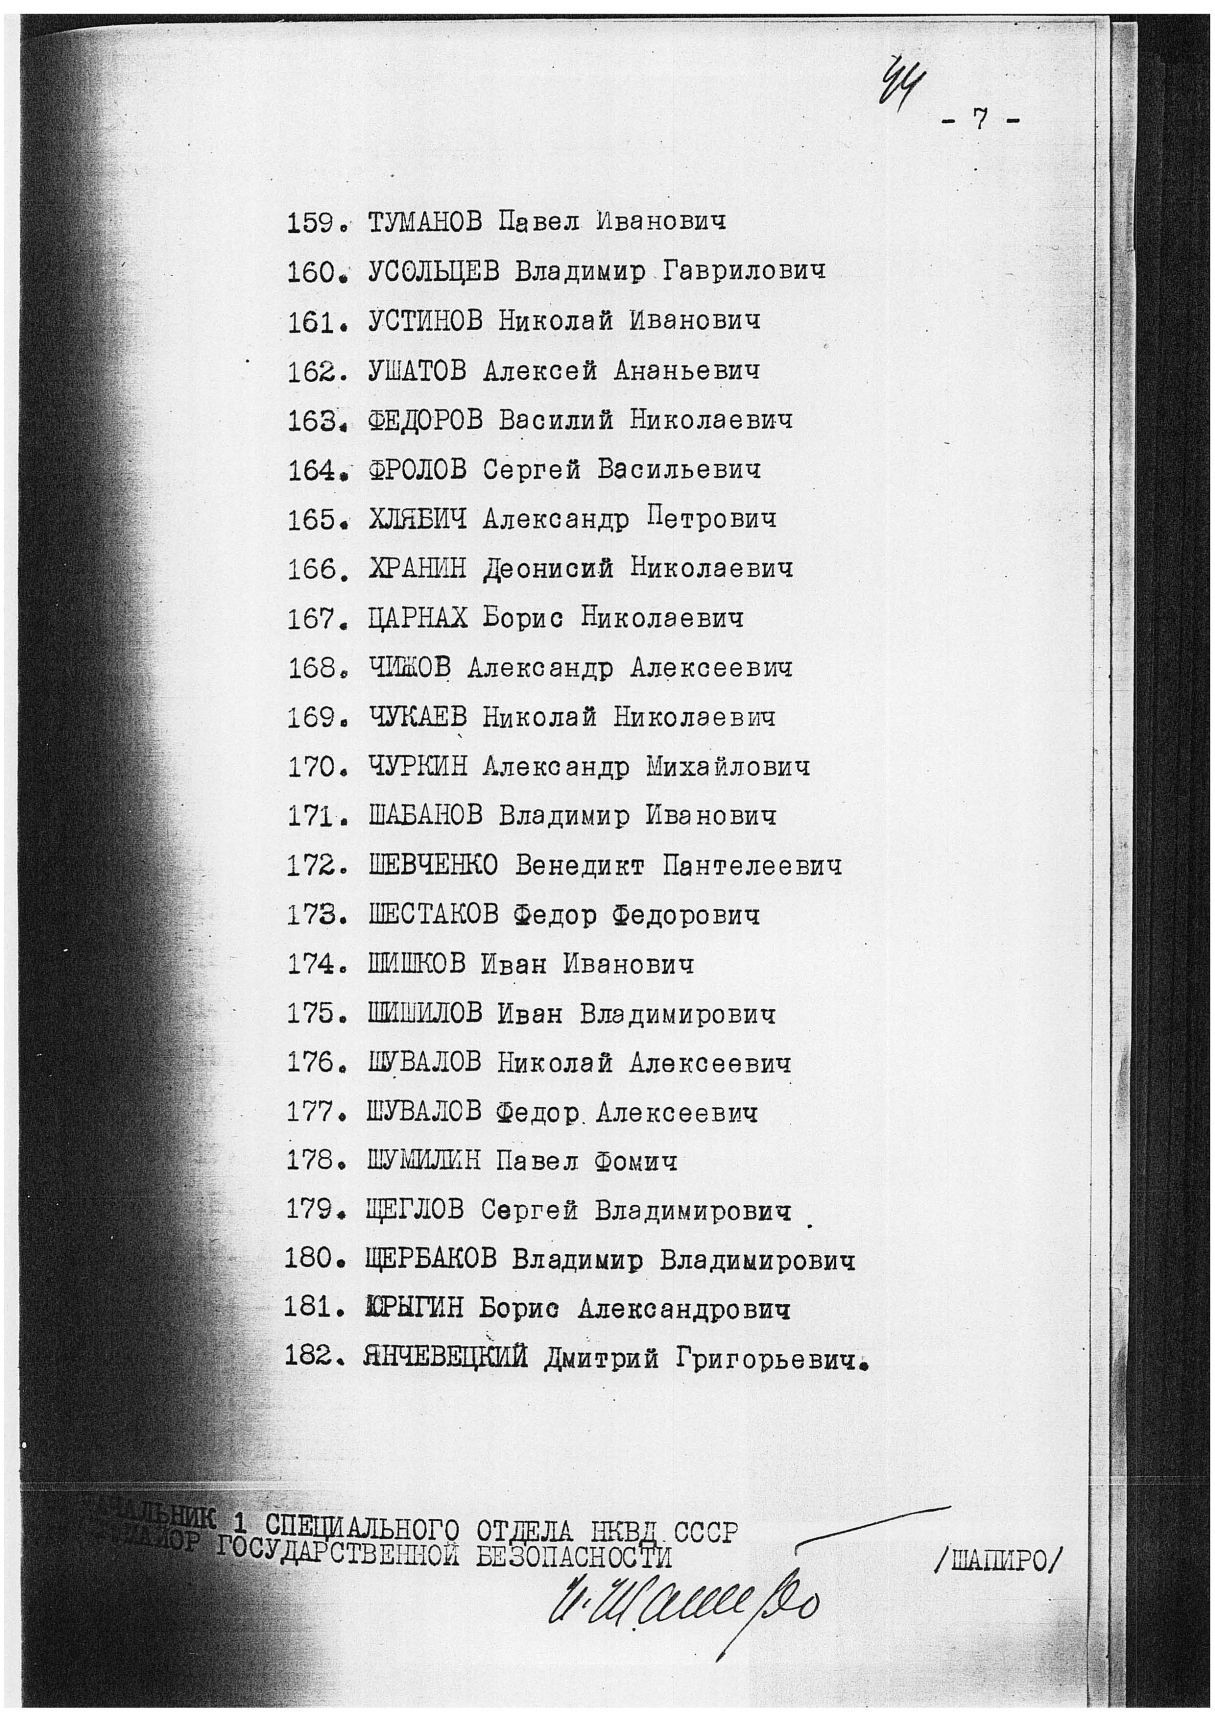 44
- 7 -
159. ТУМАНОВ Павел Иванович
160. УСОЛЬЦЕВ Владимир Гаврилович
161. УСТИНОВ Николай Иванович
162. УШАТОВ Алексей Ананьевич
163. ФЕДОРОВ Василий Николаевич
164. ФРОЛОВ Сергей Васильевич
165. ХЛЯБИЧ Александр Петрович
166. ХРАНИН Деонисий Николаевич
167. ЦАРНАХ Борис Николаевич
168. ЧИЖОВ Александр Алексеевич
169. ЧУКАЕВ Николай Николаевич
170. ЧУРКИН Александр Михайлович
171. ШАБАНОВ Владимир Иванович
172. ШЕВЧЕНКО Венедикт Пантелеевич
173. ШЕСТАКОВ Федор Федорович
174. ШИШКОВ Иван Иванович
175. ШИШИЛОВ Иван Владимирович
176. ШУВАЛОВ Николай Алексеевич
177. ШУВАЛОВ Федор Алексеевич
178. ШУМИЛИН Павел Фомич
179. ЩЕГЛОВ Сергей Владимирович
180. ЩЕРБАКОВ Владимир Владимирович
181. ЮРЫГИН Борис Александрович
182. ЯНЧЕВЕЦКИЙ Дмитрий Григорьевич.
НАЧАЛЬНИК 1 СПЕЦИАЛЬНОГО ОТДЕЛА НКВД СССР
МАЙОР ГОСУДАРСТВЕННОЙ БЕЗОПАСНОСТИ
/ШАПИРО/
И. Шапиро